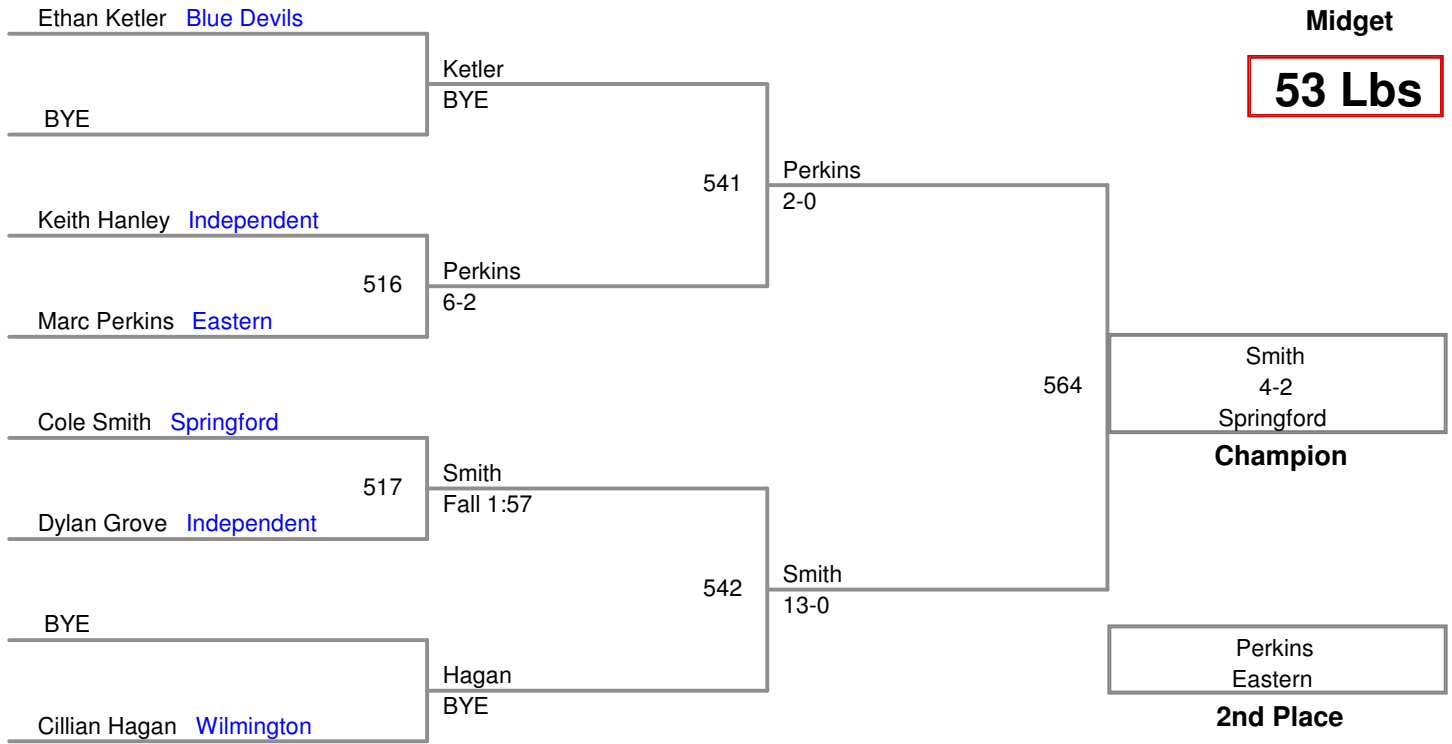 Ethan Ketler Blue Devils
Midget
53 Lbs
Ketler
BYE
BYE
541
Perkins
2-0
Keith Hanley Independent
516
Perkins
6-2
Marc Perkins Eastern
564
Smith
4-2
Springford
Champion
Cole Smith Springford
517
Smith
Fall 1:57
Dylan Grove Independent
542
Smith
13-0
BYE
Hagan
BYE
Cillian Hagan Wilmington
Perkins
Eastern
2nd Place